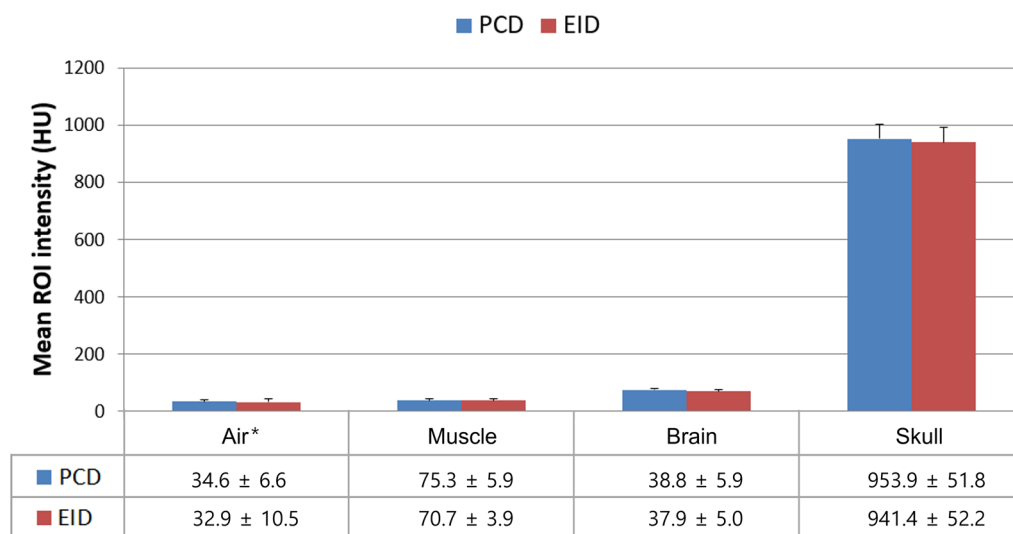 PCD EID
Mean ROI intensity (HU)
1200
1000
800
600
400
200
0
Air* Muscle Brain Skull
PCD 34.6 ± 6.6 75.3 ± 5.9 38.8 ± 5.9 953.9 ± 51.8
EID 32.9 ± 10.5 70.7 ± 3.9 37.9 ± 5.0 941.4 ± 52.2